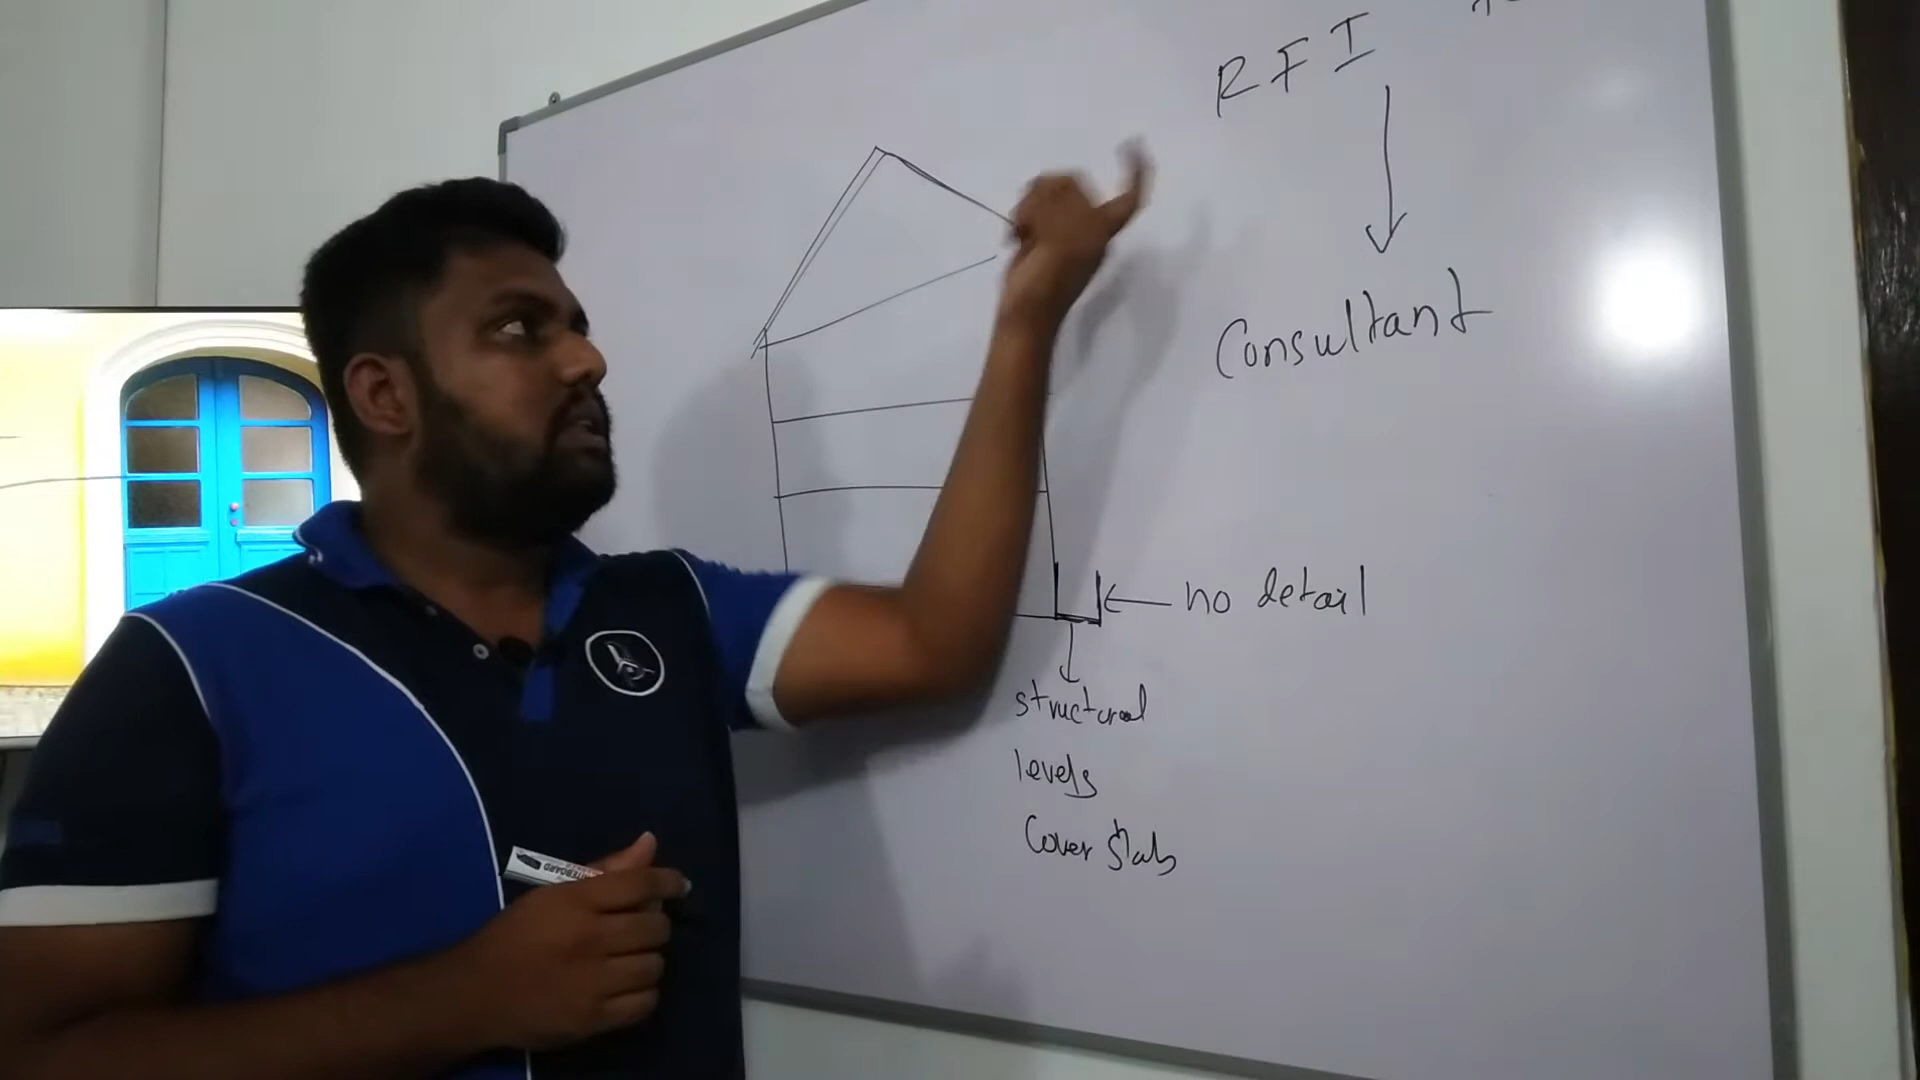 RFI
Consultant
no detail
structural
levels
Cover slab